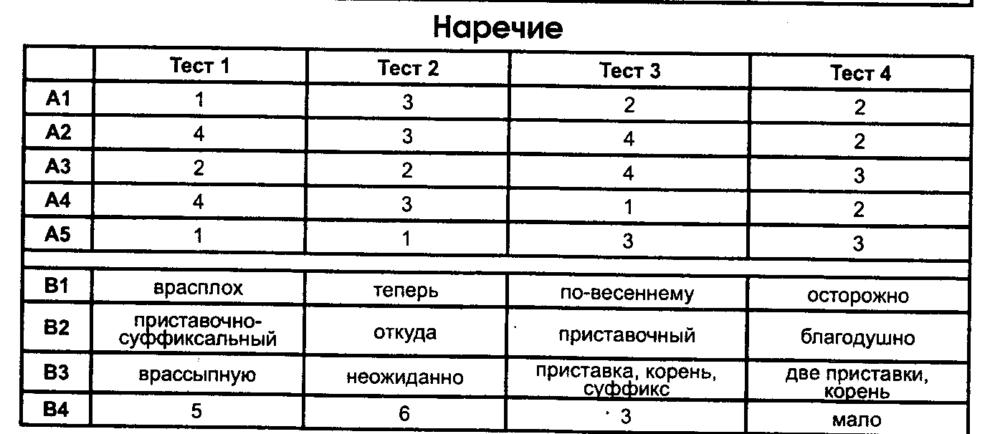 Наречие
Тест 1 Тест 2 Тест 3 Тест 4
А1 1 3 2 2
А2 4 3 4 2
А3 2 2 4 3
А4 4 3 1 2
А5 1 1 3 3
В1 врасплох теперь по-весеннему осторожно
В2 приставочно-суффиксальный откуда приставочный благодушно
В3 врассыпную неожиданно приставка, корень, суффикс две приставки, корень
В4 5 6 3 мало